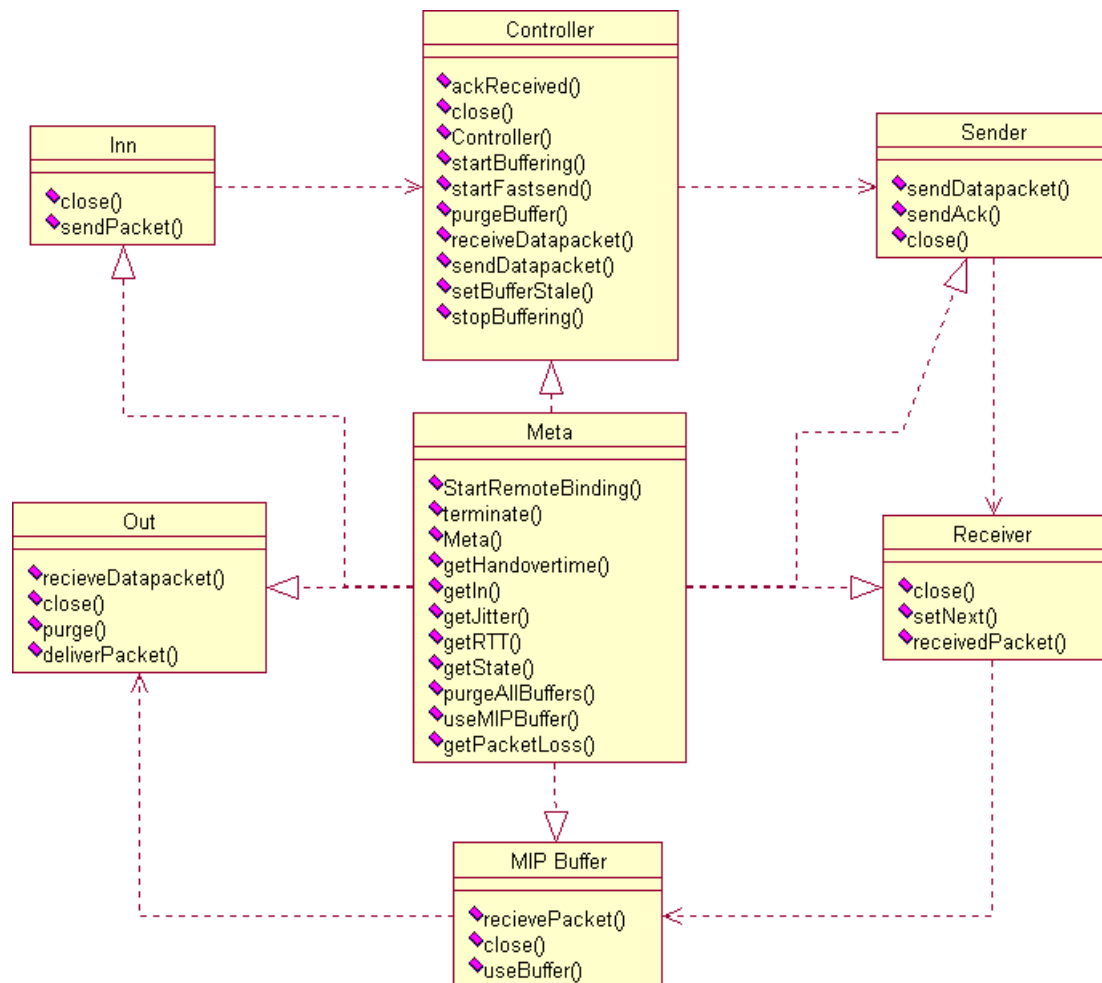 Controller
ackReceived()
close()
Controller()
startBuffering()
startFastsend()
purgeBuffer()
receiveDatapacket()
sendDatapacket()
setBufferStale()
stopBuffering()
Inn
close()
sendPacket()
Sender
sendDatapacket()
sendAck()
close()
Meta
StartRemoteBinding()
terminate()
Meta()
getHandovertime()
getIn()
getJitter()
getRTT()
getState()
purgeAllBuffers()
useMIPBuffer()
getPacketLoss()
Out
recieveDatapacket()
close()
purge()
deliverPacket()
Receiver
close()
setNext()
receivedPacket()
MIP Buffer
recievePacket()
close()
useBuffer()